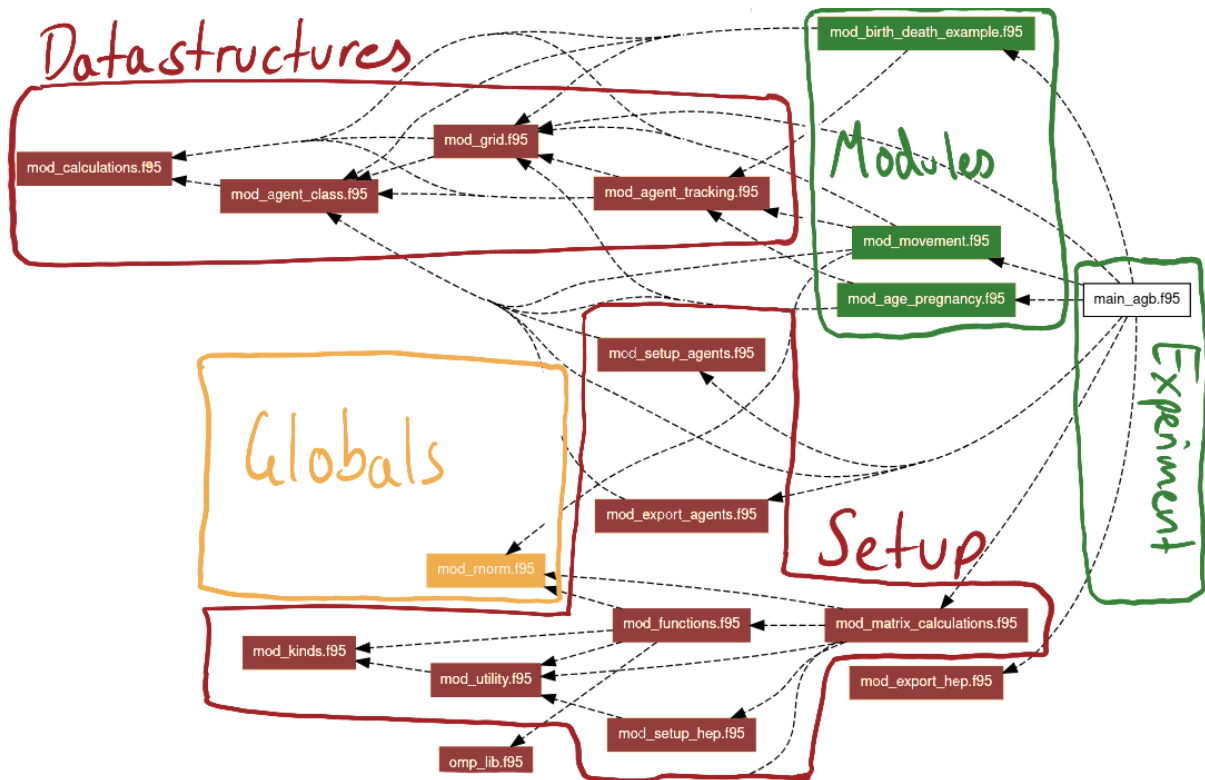 Datastructures
mod_birth_death_example.f95
mod_grid.f95
mod_calculations.f95
mod_agent_class.f95
mod_agent_tracking.f95
Modules
mod_movement.f95
mod_age_pregnancy.f95
main_agb.f95
Experiment
mod_setup_agents.f95
Globals
mod_export_agents.f95
Setup
mod_rnorm.f95
mod_functions.f95
mod_matrix_calculations.f95
mod_kinds.f95
mod_utility.f95
mod_export_hep.f95
mod_setup_hep.f95
omp_lib.f95